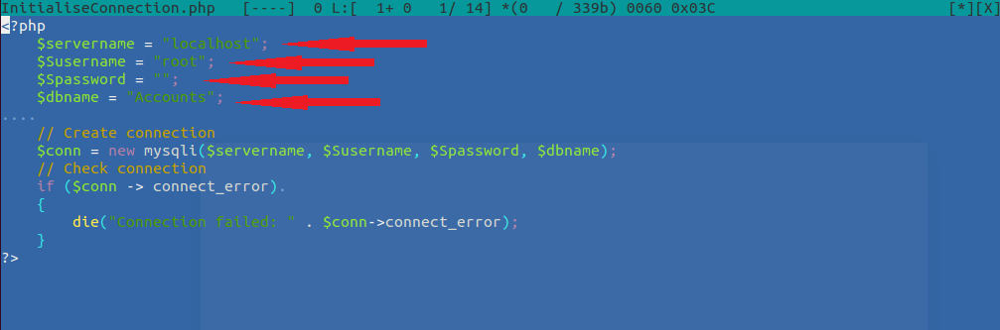 InitialiseConnection.php [----] 0 L:[ 1+ 0 1/ 14] *(0 / 339b) 0060 0x03C [*][X]
<?php
    $servername = "localhost";
    $Susername = "root";
    $Spassword = "";
    $dbname = "Accounts";
....
    // Create connection
    $conn = new mysqli($servername, $Susername, $Spassword, $dbname);
    // Check connection
    if ($conn -> connect_error).
    {
        die("Connection failed: " . $conn->connect_error);
    }
?>